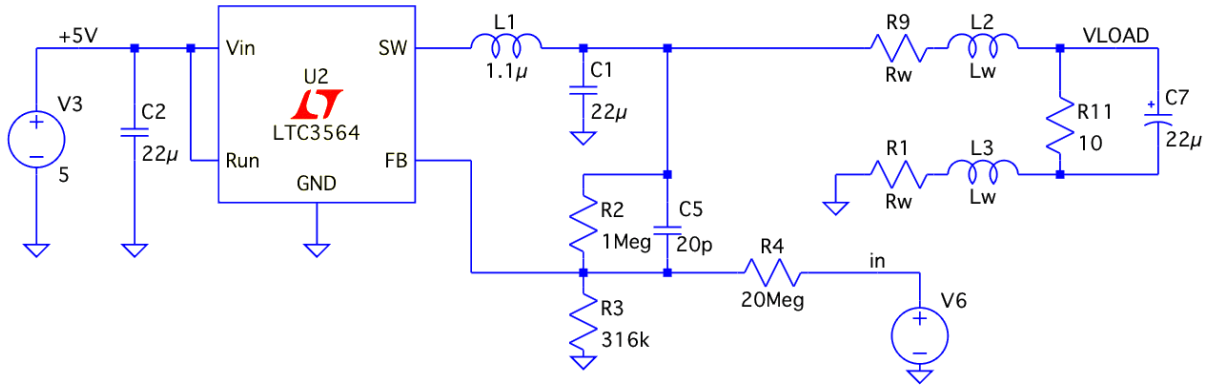 +5V
V3
5
C2
22µ
Vin
SW
U2
LTC3564
Run
FB
GND
L1
1.1µ
C1
22µ
R2
1Meg
C5
20p
R3
316k
R4
20Meg
in
V6
R9
Rw
L2
Lw
VLOAD
R11
10
C7
22µ
R1
Rw
L3
Lw